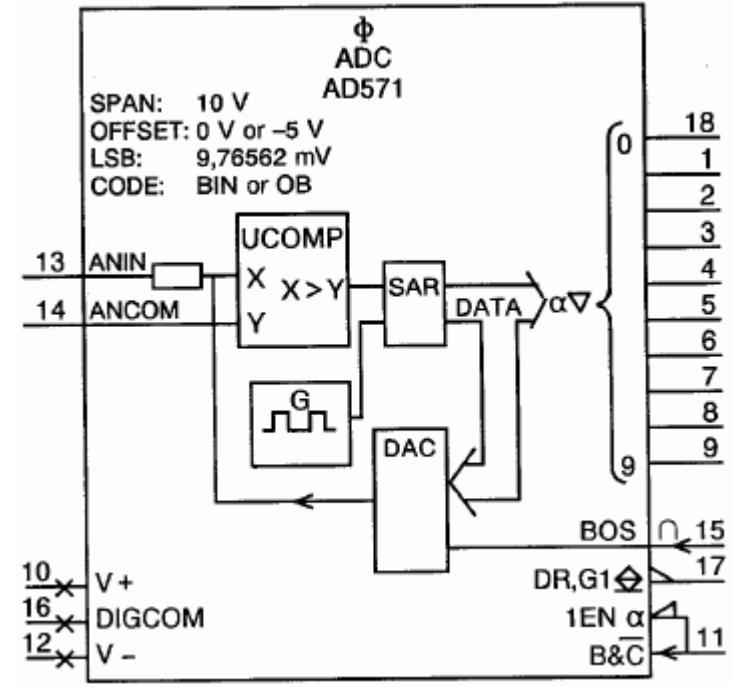 ϕ
ADC
AD571
SPAN: 10 V
OFFSET: 0 V or –5 V
LSB: 9,76562 mV
CODE: BIN or OB
0
18
1
2
3
4
5
6
7
8
9
9
13 ANIN
14 ANCOM
UCOMP
X X>Y
Y
SAR
DATA
α▽
G
DAC
BOS ∩ 15
DR,G1 17
1EN α
B&C̅ 11
10 V+
16 DIGCOM
12 V –